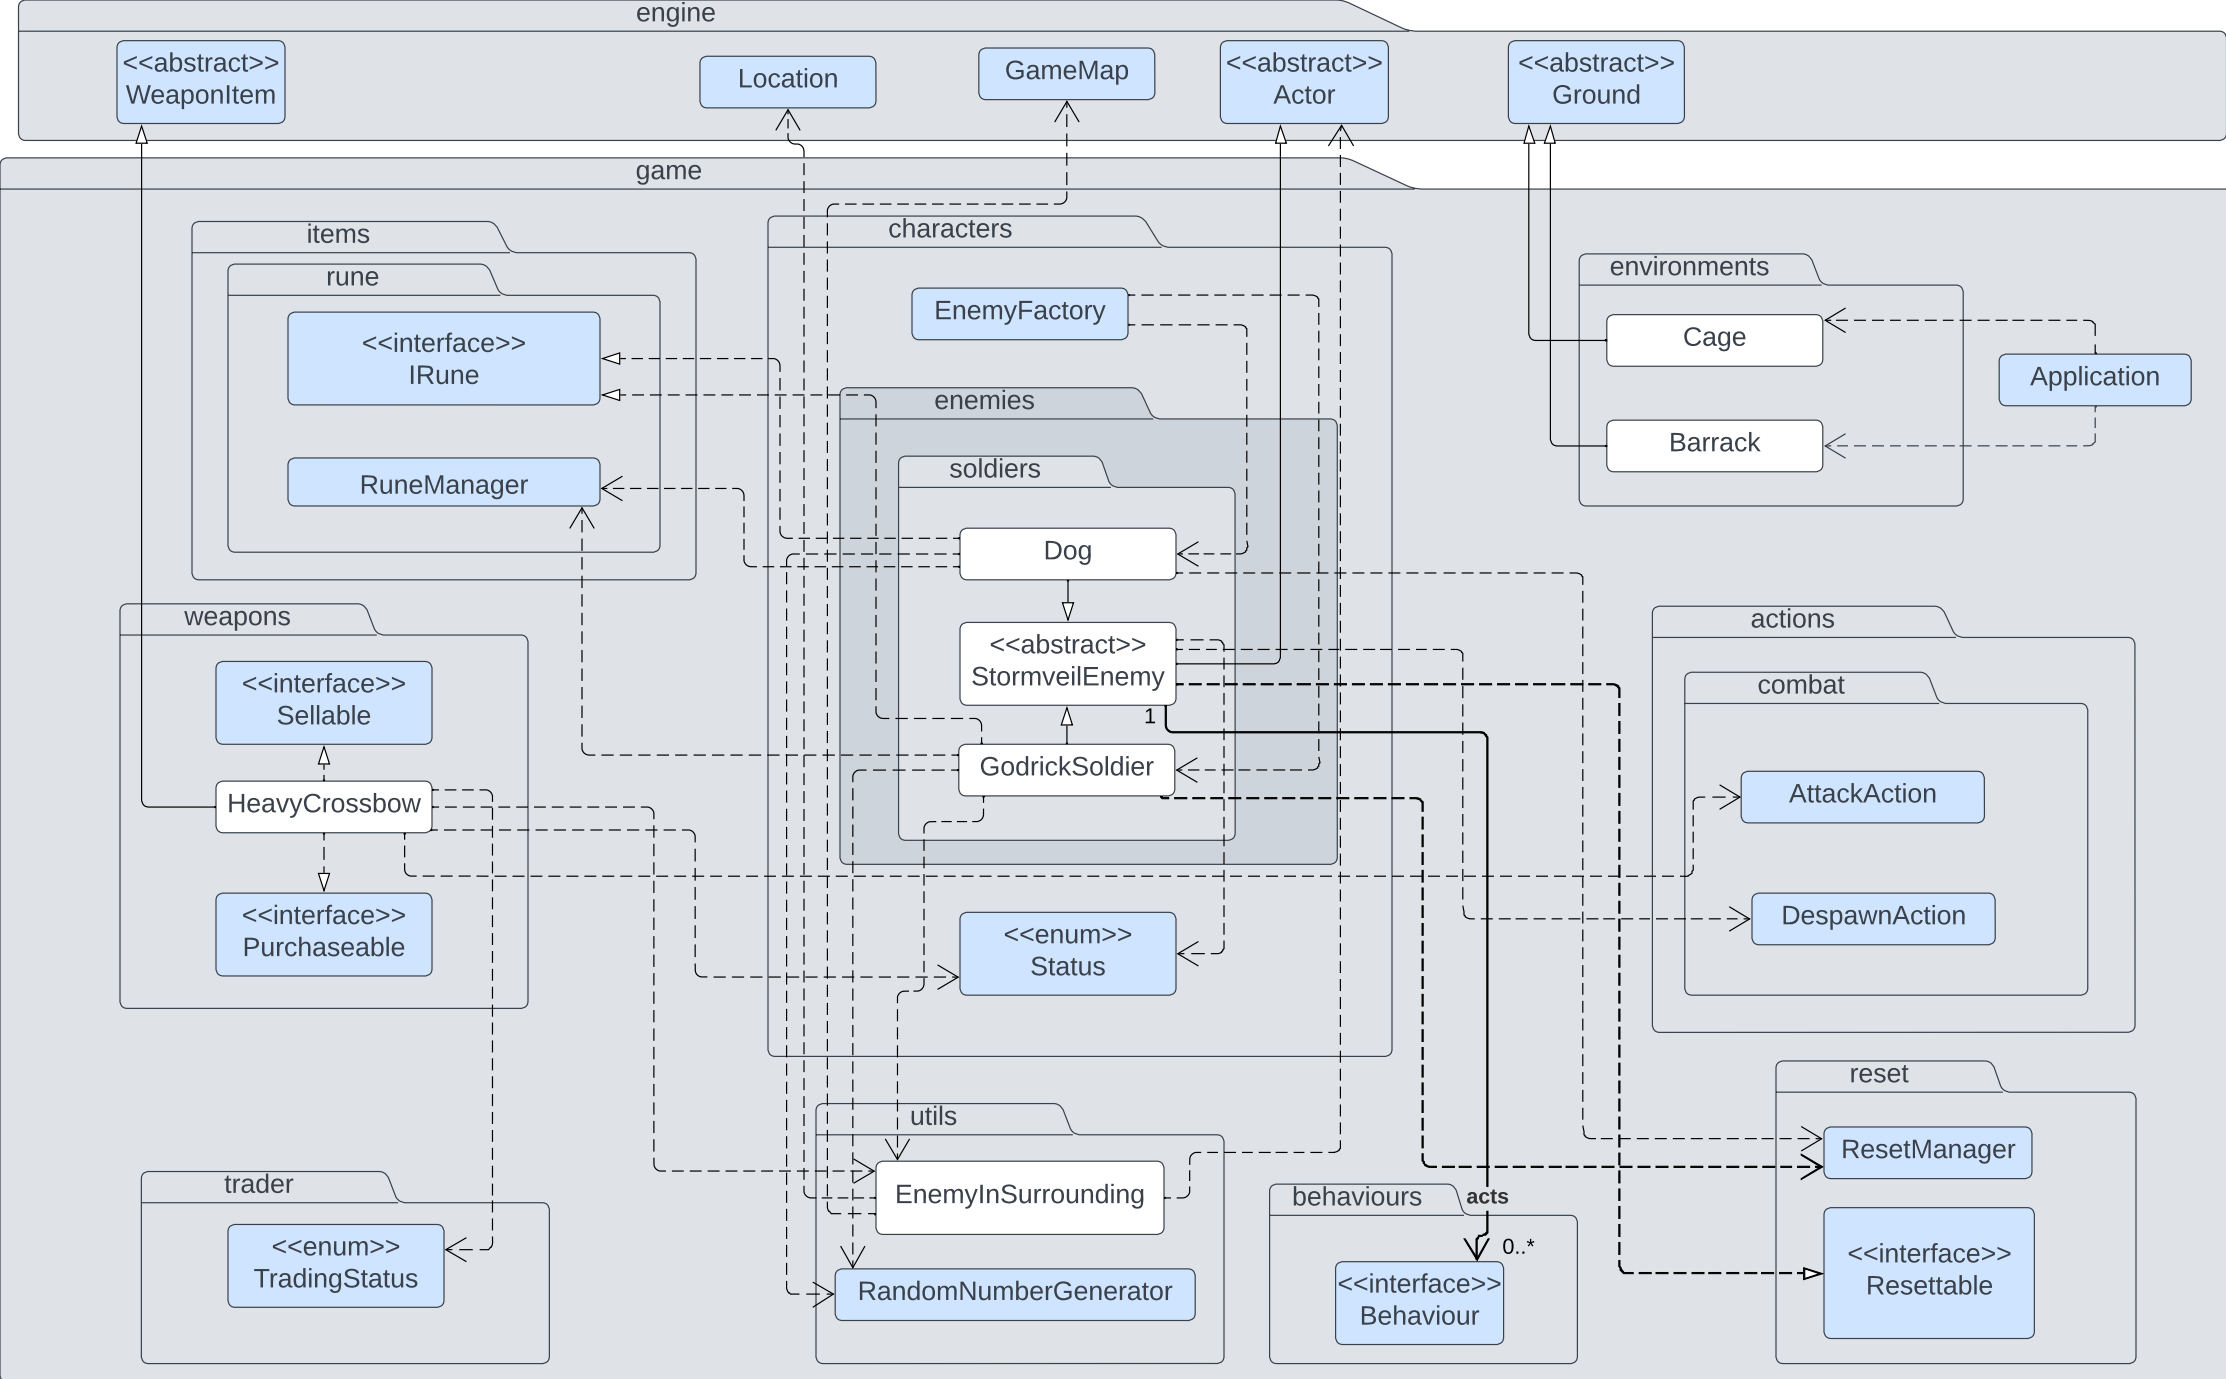 engine
<<abstract>>
WeaponItem
Location
GameMap
<<abstract>>
Actor
<<abstract>>
Ground
game
items
rune
<<interface>>
IRune
RuneManager
characters
EnemyFactory
enemies
soldiers
Dog
<<abstract>>
StormveilEnemy
1
GodrickSoldier
<<enum>>
Status
environments
Cage
Barrack
Application
weapons
<<interface>>
Sellable
HeavyCrossbow
<<interface>>
Purchaseable
actions
combat
AttackAction
DespawnAction
trader
<<enum>>
TradingStatus
utils
EnemyInSurrounding
RandomNumberGenerator
behaviours
acts
0..*
<<interface>>
Behaviour
reset
ResetManager
<<interface>>
Resettable